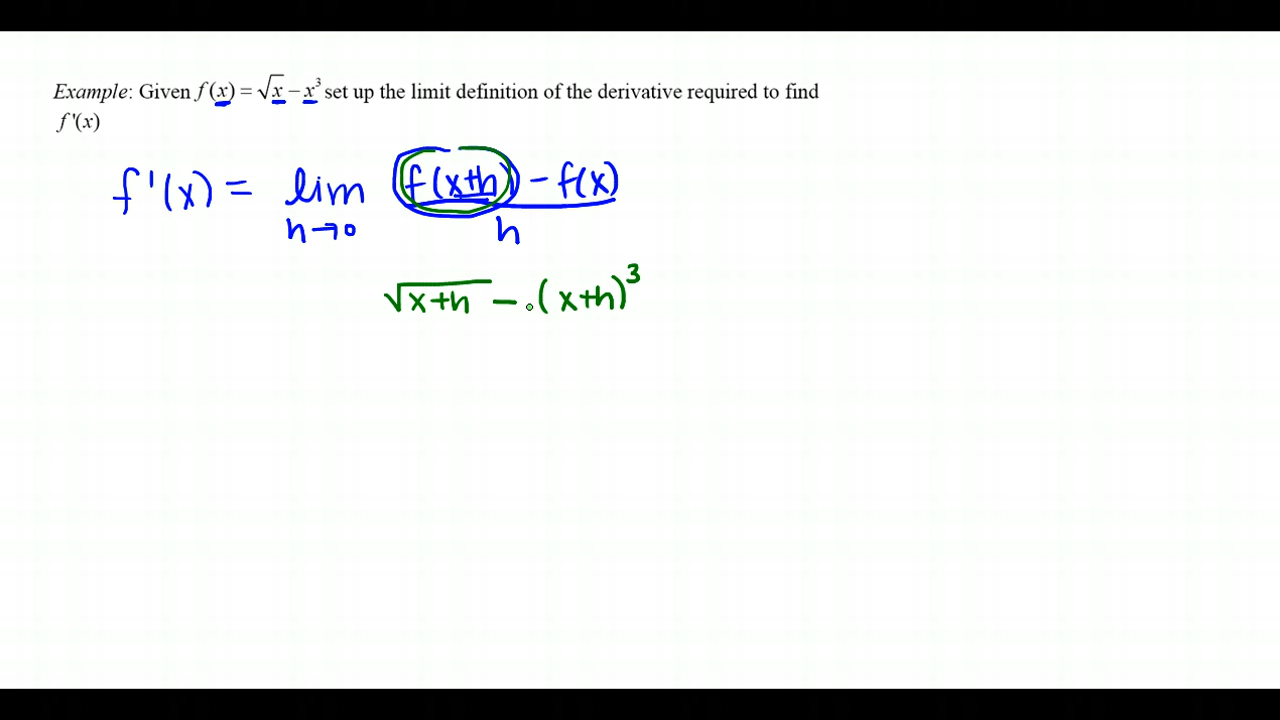 Example: Given f(x) = √x − x³ set up the limit definition of the derivative required to find
f'(x)
f'(x) = lim f(x+h) − f(x)
h→0 h
√x+h − (x+h)³